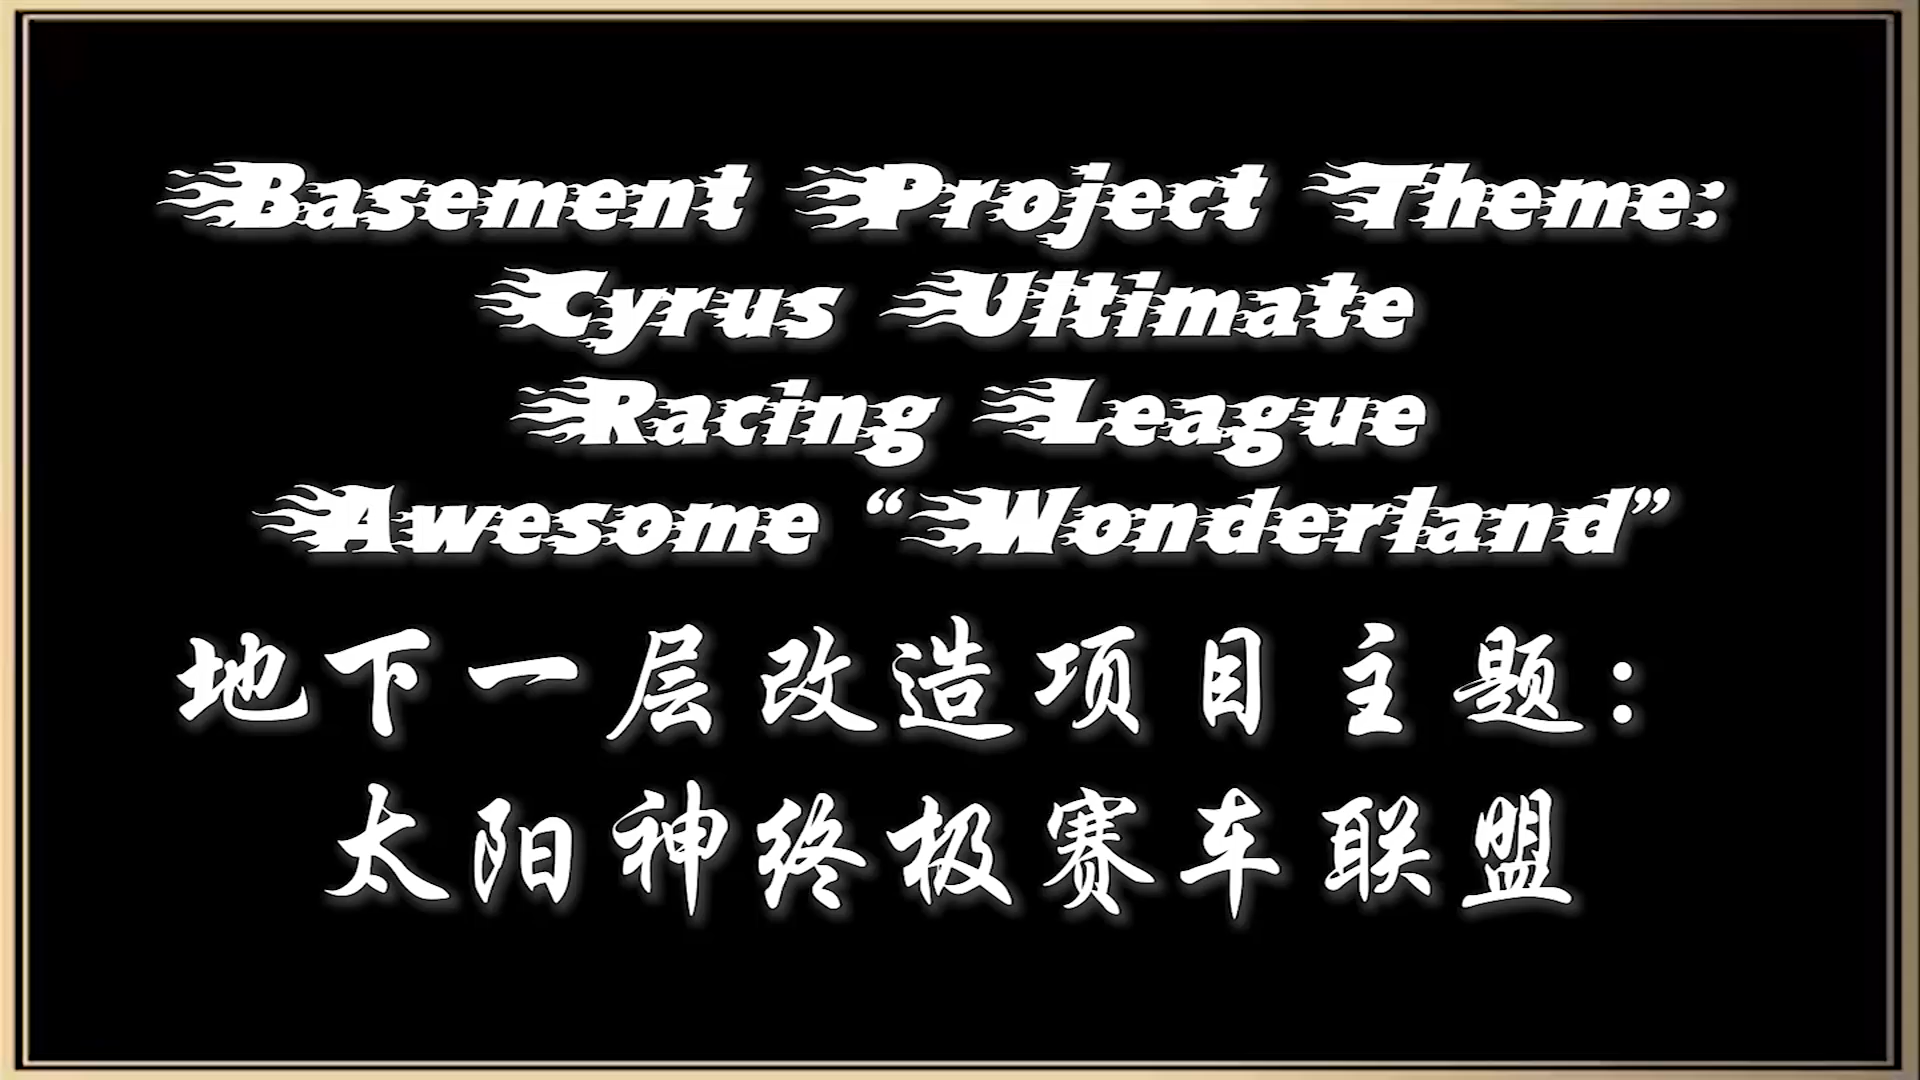 Basement Project Theme:
Cyrus Ultimate
Racing League
Awesome “Wonderland”
地下一层改造项目主题：
太阳神终极赛车联盟